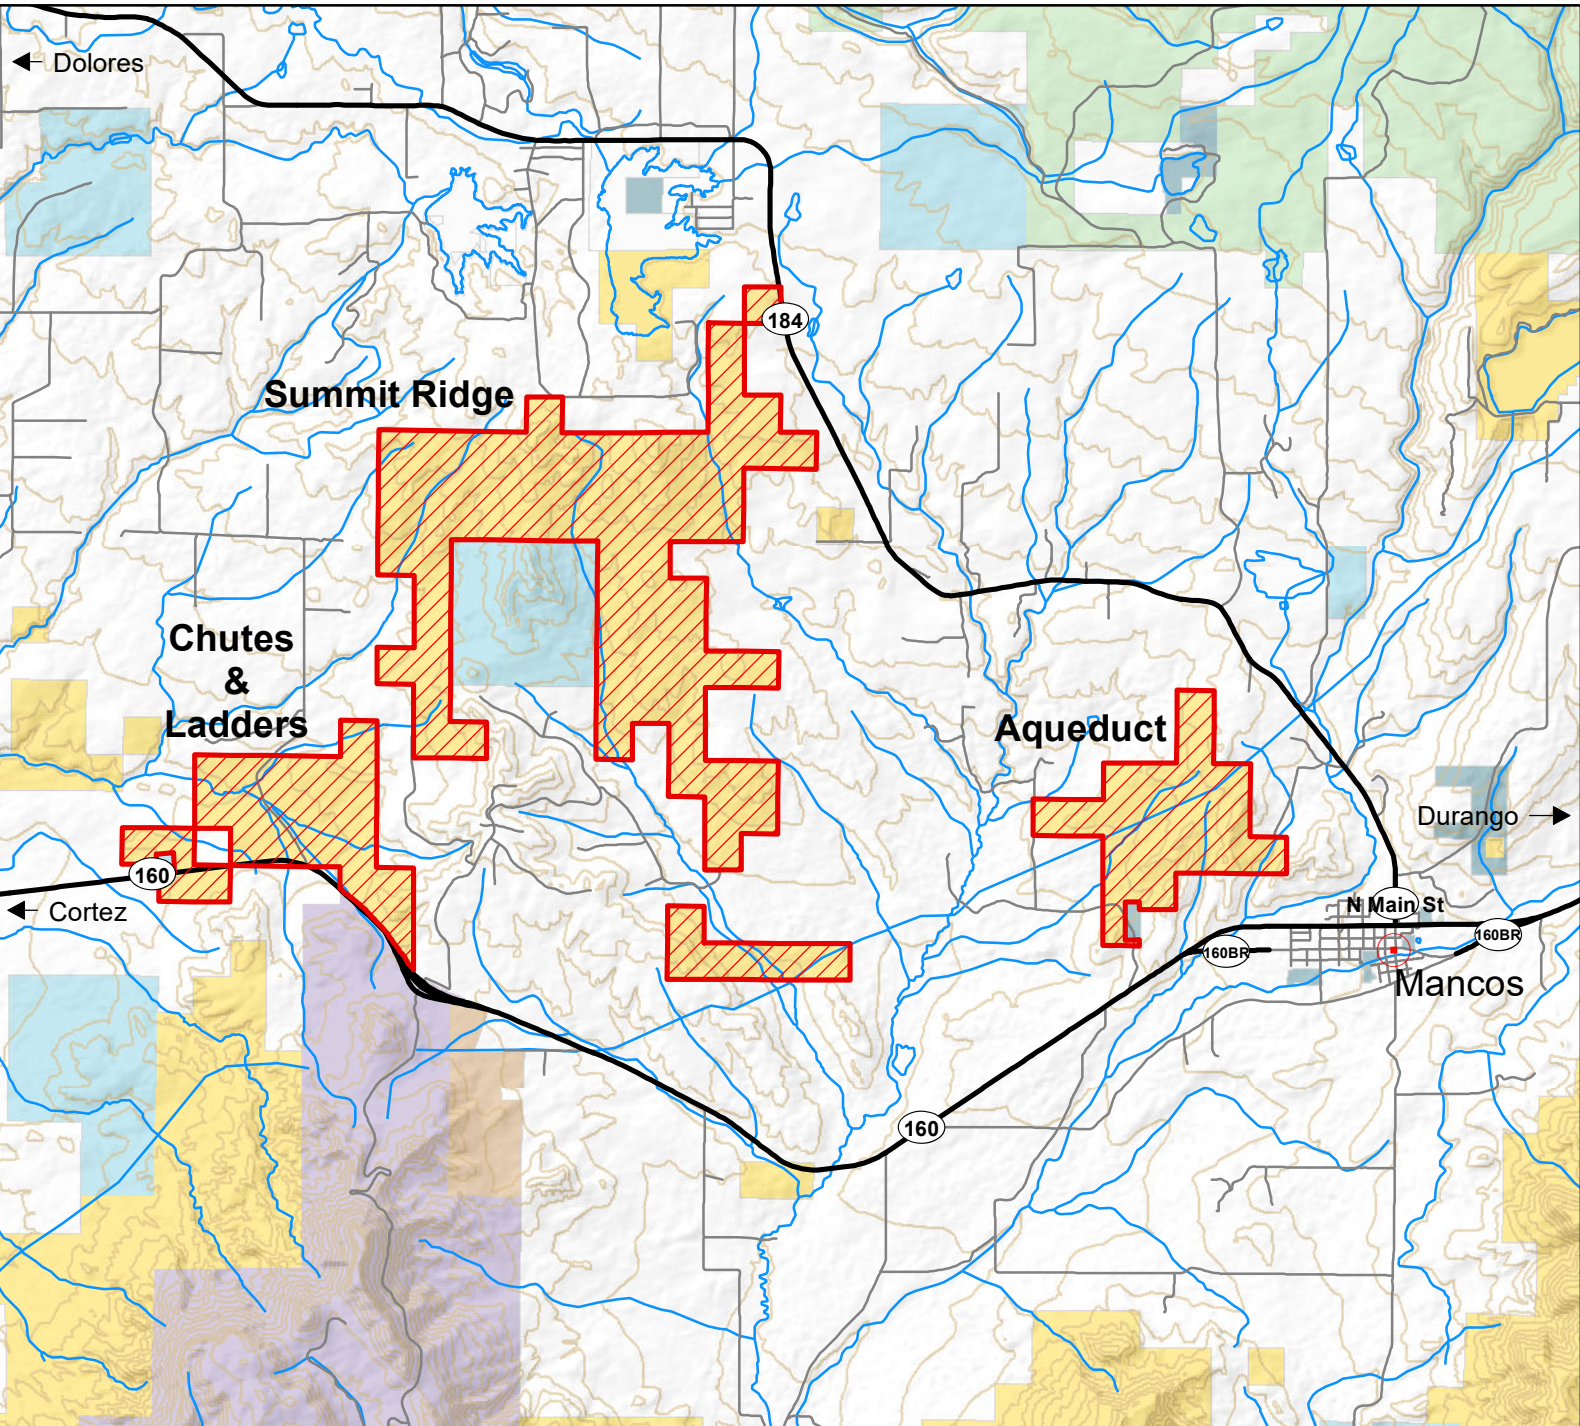 Dolores
184
Summit Ridge
Chutes
&
Ladders
Aqueduct
Durango
160
Cortez
N Main St
160BR
160BR
Mancos
160